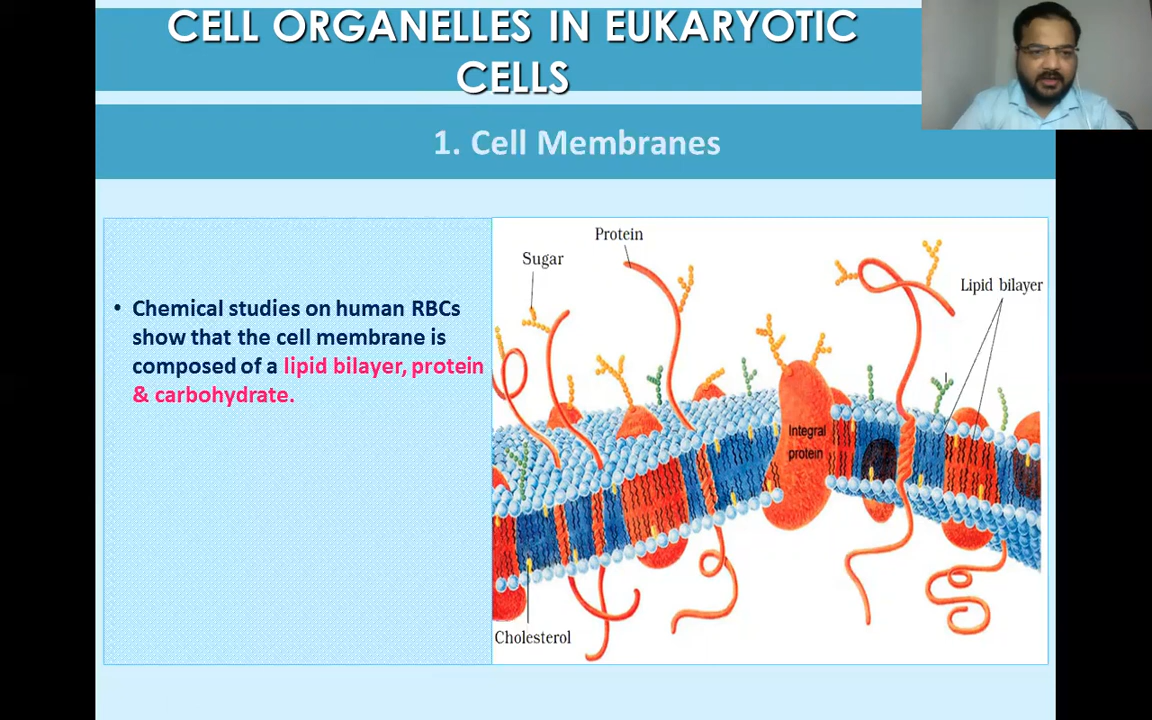 CELL ORGANELLES IN EUKARYOTIC
CELLS
1. Cell Membranes
• Chemical studies on human RBCs
show that the cell membrane is
composed of a lipid bilayer, protein
& carbohydrate.
Protein
Sugar
Lipid bilayer
Integral
protein
Cholesterol